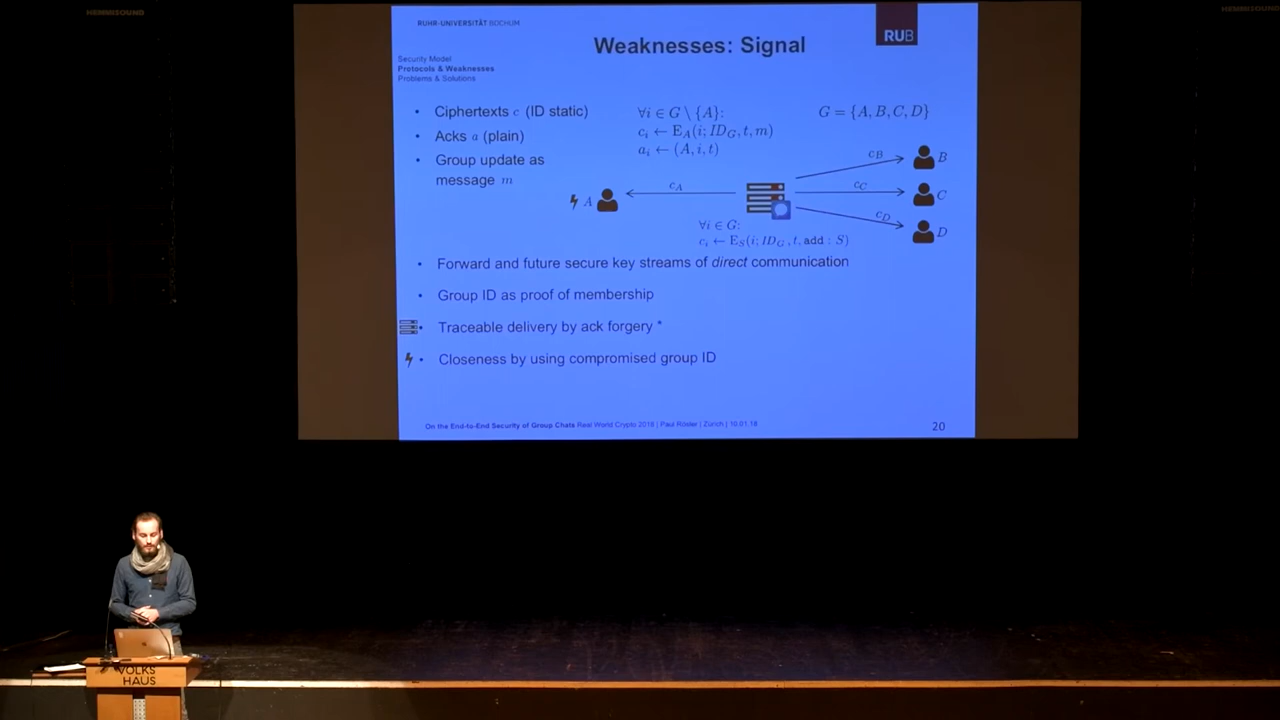 RUHR-UNIVERSITÄT BOCHUM
RUB
Weaknesses: Signal
Security Model
Protocols & Weaknesses
Problems & Solutions
• Ciphertexts c (ID static)
• Acks a (plain)
• Group update as
message m
∀i ∈ G \ {A}:
c_i ← E_A(i; ID_G, t, m)
a_i ← (A, i, t)
G = {A, B, C, D}
A
c_A
c_B
B
c_C
C
c_D
D
∀i ∈ G:
c_i ← E_S(i; ID_G, t, add : S)
• Forward and future secure key streams of direct communication
• Group ID as proof of membership
• Traceable delivery by ack forgery *
• Closeness by using compromised group ID
On the End-to-End Security of Group Chats Real World Crypto 2018 | Paul Rösler | Zürich | 10.01.18
20
VOLKS
HAUS